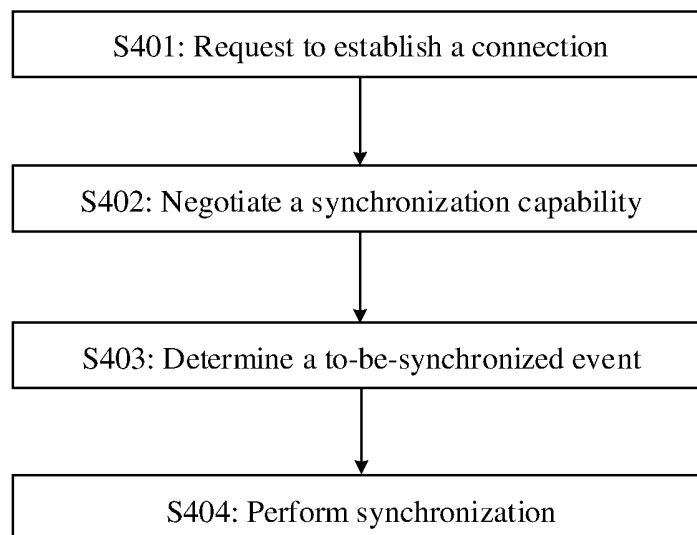 S401: Request to establish a connection
S402: Negotiate a synchronization capability
S403: Determine a to-be-synchronized event
S404: Perform synchronization